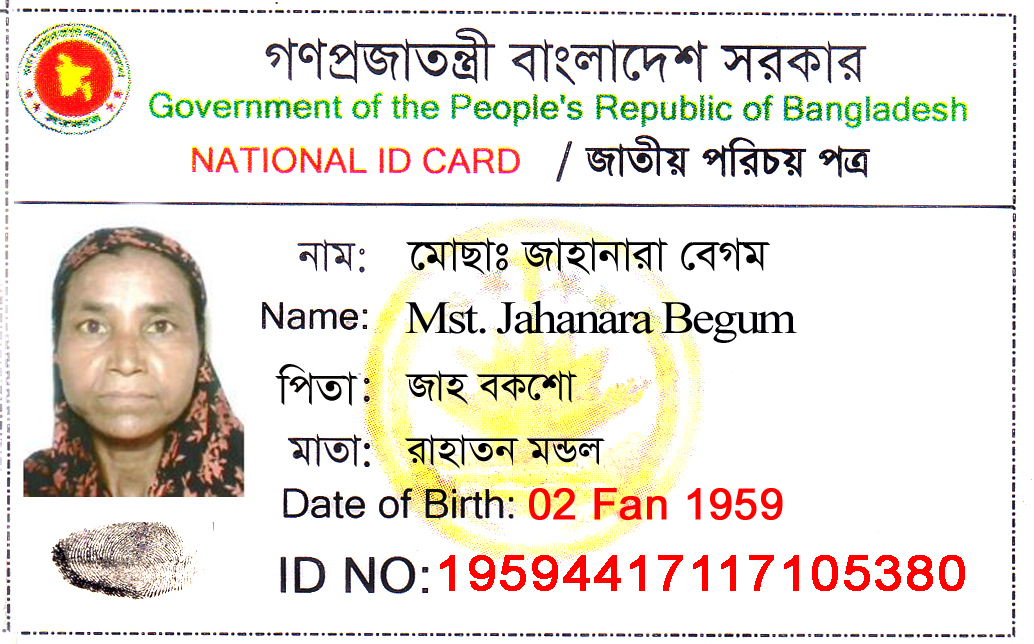 গণপ্রজাতন্ত্রী বাংলাদেশ সরকার
Government of the People's Republic of Bangladesh
NATIONAL ID CARD / জাতীয় পরিচয় পত্র
নাম: মোছাঃ জাহানারা বেগম
Name: Mst. Jahanara Begum
পিতা: জাহ বকশো
মাতা: রাহাতন মন্ডল
Date of Birth: 02 Fan 1959
ID NO: 19594417117105380